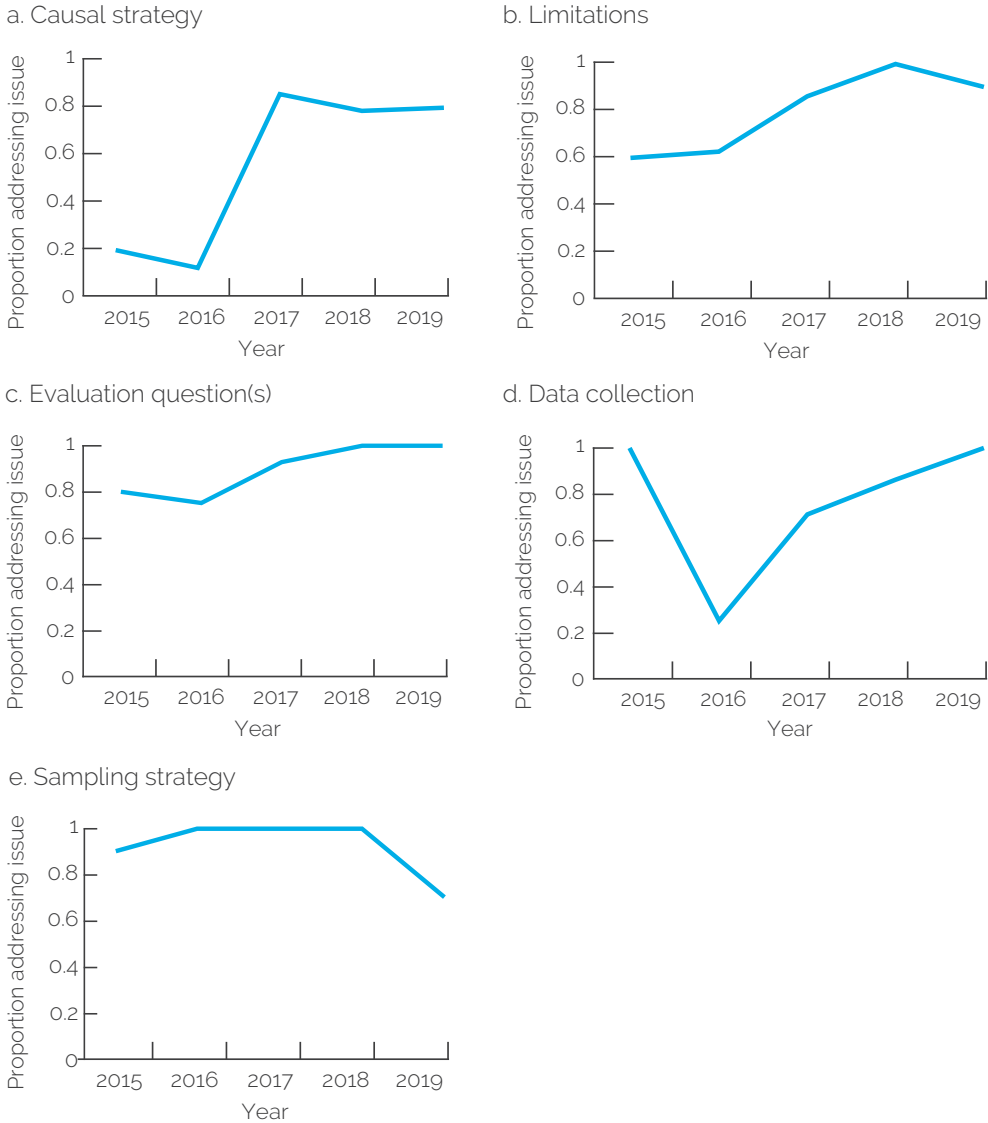 a. Causal strategy
Proportion addressing issue
1
0.8
0.6
0.4
0.2
0
2015 2016 2017 2018 2019
Year
b. Limitations
Proportion addressing issue
1
0.8
0.6
0.4
0.2
0
2015 2016 2017 2018 2019
Year
c. Evaluation question(s)
Proportion addressing issue
1
0.8
0.6
0.4
0.2
0
2015 2016 2017 2018 2019
Year
d. Data collection
Proportion addressing issue
1
0.8
0.6
0.4
0.2
0
2015 2016 2017 2018 2019
Year
e. Sampling strategy
Proportion addressing issue
1
0.8
0.6
0.4
0.2
0
2015 2016 2017 2018 2019
Year